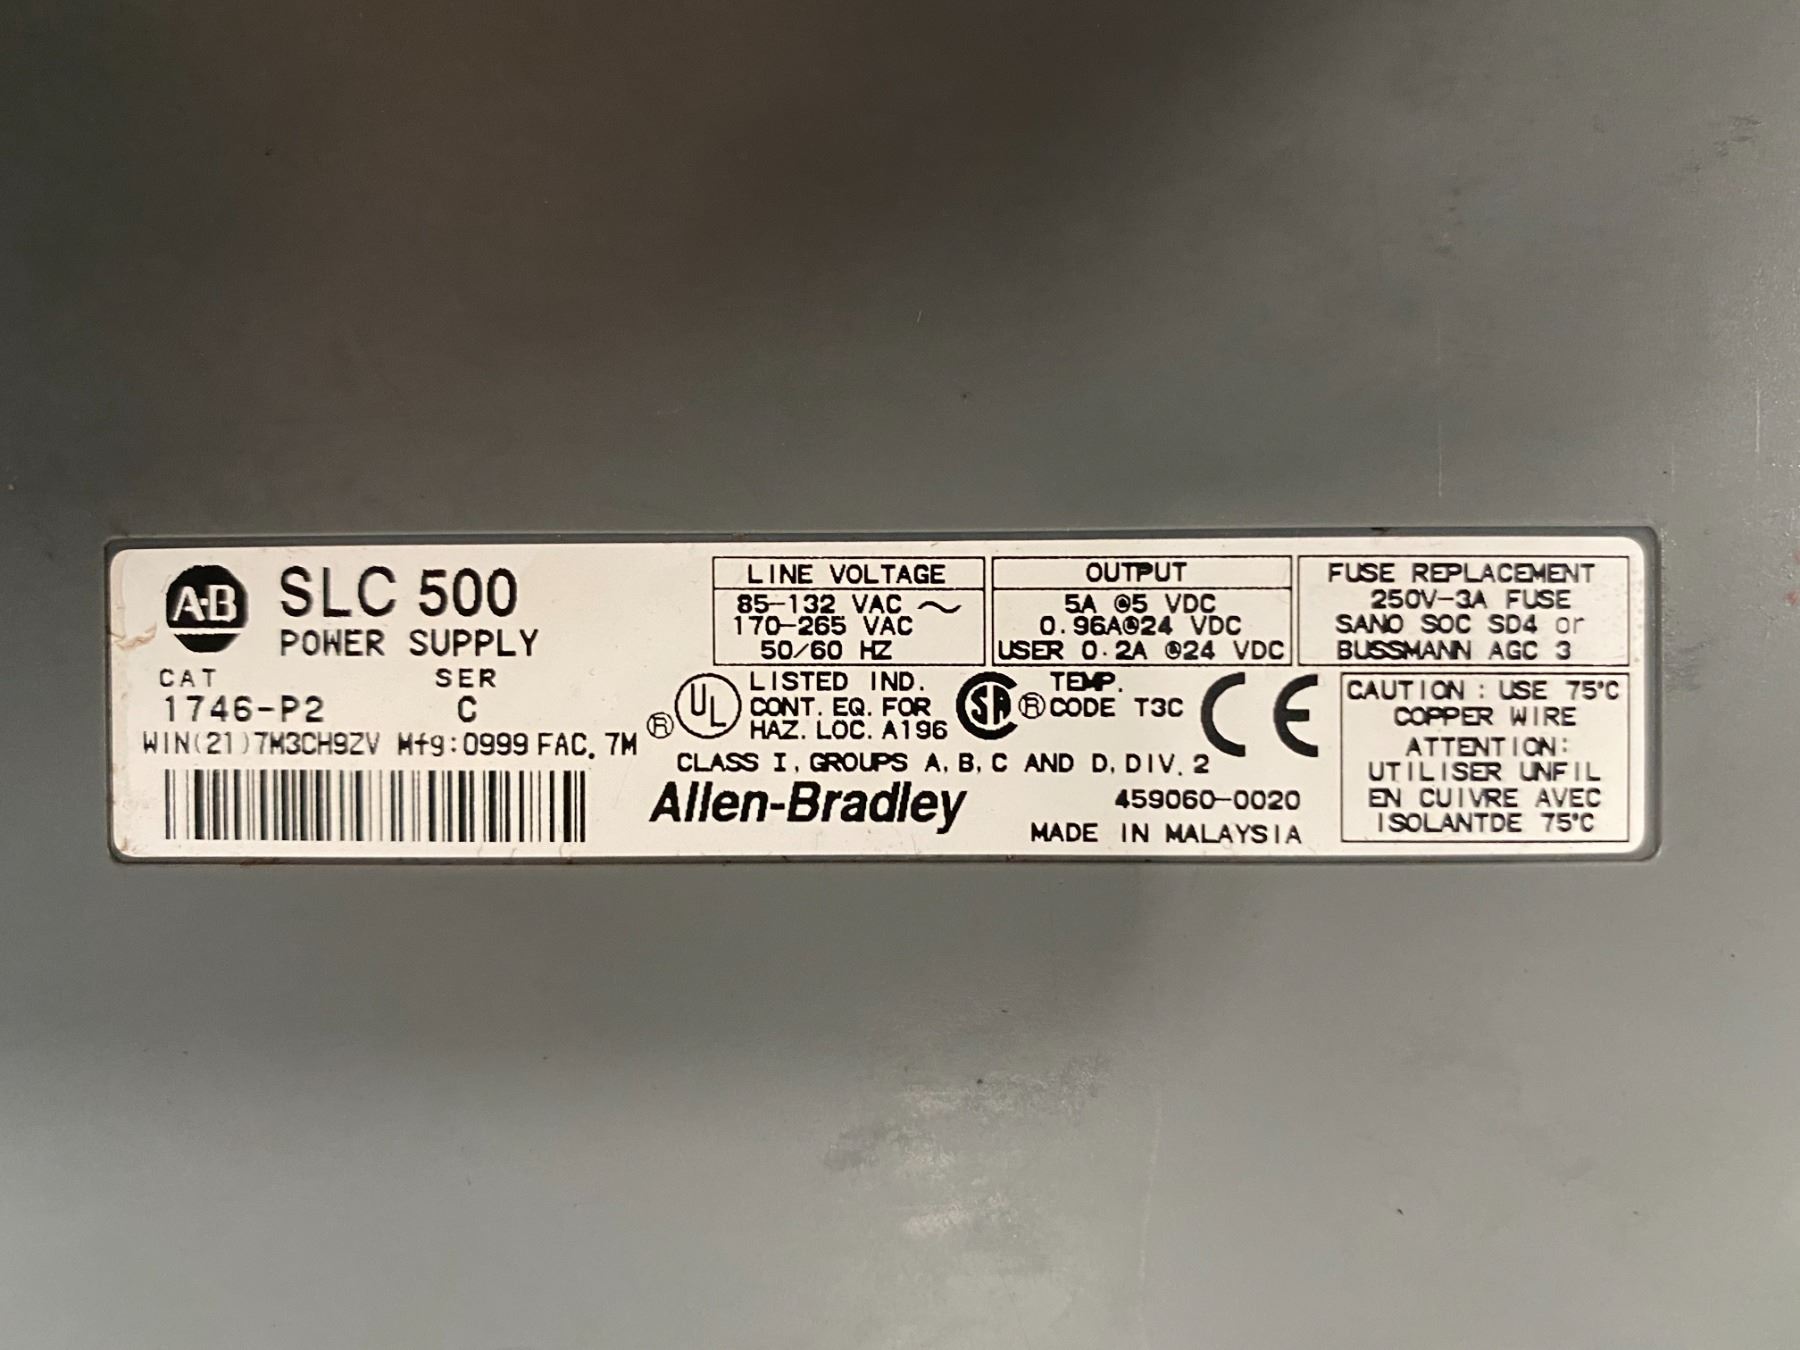 A-B
SLC 500
POWER SUPPLY
CAT SER
1746-P2 C
WIN(21)7M3CH9ZV Mfg:0999 FAC. 7M
LINE VOLTAGE
85-132 VAC ~
170-265 VAC
50/60 HZ
OUTPUT
5A @5 VDC
0.96A@24 VDC
USER 0.2A @24 VDC
FUSE REPLACEMENT
250V-3A FUSE
SANO SOC SD4 or
BUSSMANN AGC 3
UL ® LISTED IND.
CONT. EQ. FOR
HAZ. LOC. A196
SA ® TEMP.
CODE T3C
CE
CLASS I, GROUPS A, B, C AND D, DIV. 2
Allen-Bradley
459060-0020
MADE IN MALAYSIA
CAUTION : USE 75°C
COPPER WIRE
ATTENTION:
UTILISER UNFIL
EN CUIVRE AVEC
ISOLANTDE 75°C